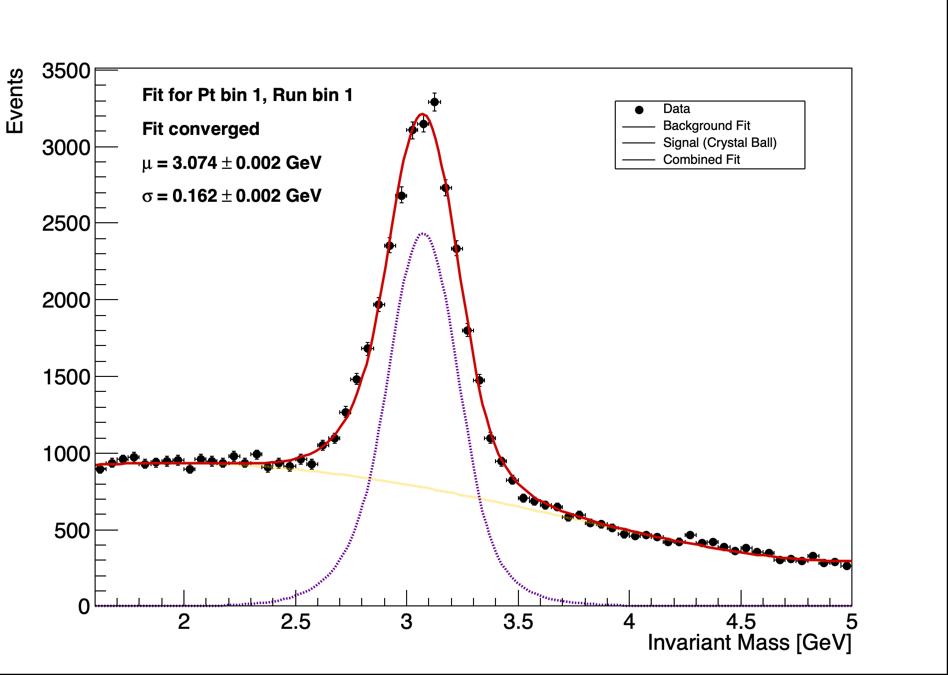 Events
3500
3000
2500
2000
1500
1000
500
0
Fit for Pt bin 1, Run bin 1
Fit converged
μ = 3.074 ± 0.002 GeV
σ = 0.162 ± 0.002 GeV
Data
Background Fit
Signal (Crystal Ball)
Combined Fit
2 2.5 3 3.5 4 4.5 5
Invariant Mass [GeV]